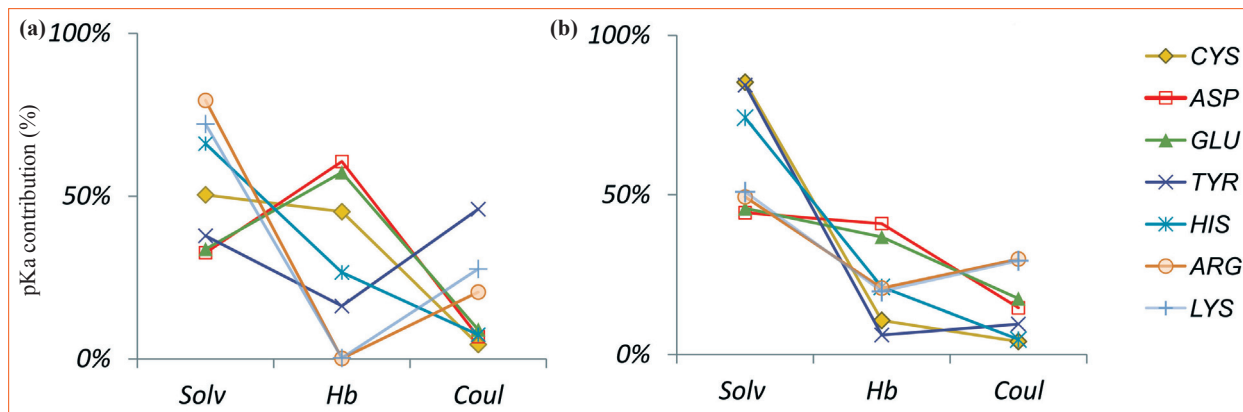 (a)
100%
50%
0%
pKa contribution (%)
Solv Hb Coul
(b)
100%
50%
0%
Solv Hb Coul
CYS
ASP
GLU
TYR
HIS
ARG
LYS